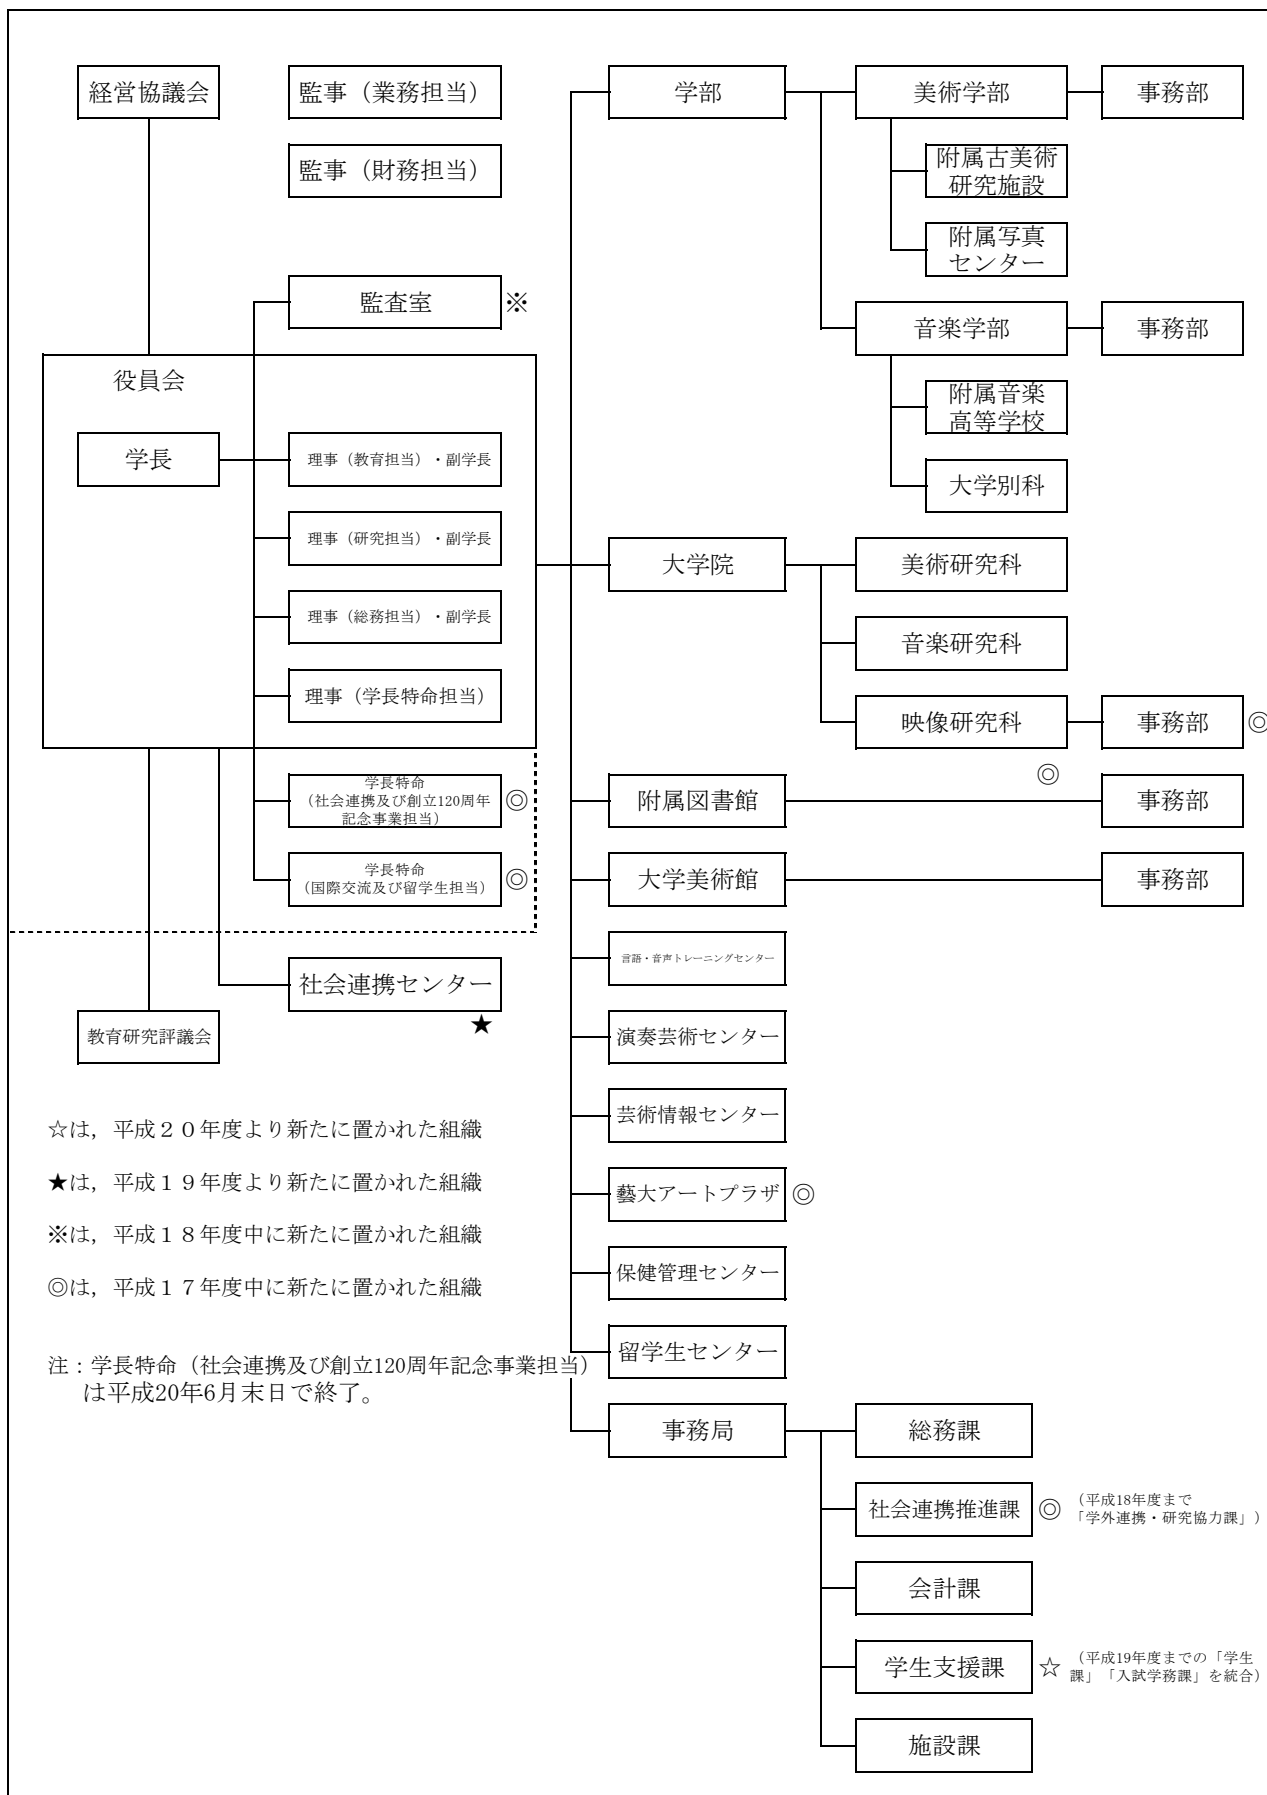 経営協議会
監事（業務担当）
監事（財務担当）
監査室
※
役員会
学長
理事（教育担当）・副学長
理事（研究担当）・副学長
理事（総務担当）・副学長
理事（学長特命担当）
学長特命
（社会連携及び創立120周年
記念事業担当）
◎
学長特命
（国際交流及び留学生担当）
◎
社会連携センター
★
教育研究評議会
☆は，平成２０年度より新たに置かれた組織
★は，平成１９年度より新たに置かれた組織
※は，平成１８年度中に新たに置かれた組織
◎は，平成１７年度中に新たに置かれた組織
注：学長特命（社会連携及び創立120周年記念事業担当）
は平成20年6月末日で終了。
学部
美術学部
事務部
附属古美術
研究施設
附属写真
センター
音楽学部
事務部
附属音楽
高等学校
大学別科
大学院
美術研究科
音楽研究科
映像研究科
◎
事務部
◎
附属図書館
事務部
大学美術館
事務部
言語・音声トレーニングセンター
演奏芸術センター
芸術情報センター
藝大アートプラザ
◎
保健管理センター
留学生センター
事務局
総務課
社会連携推進課
◎
（平成18年度まで
「学外連携・研究協力課」）
会計課
学生支援課
☆
（平成19年度までの「学生
課」「入試学務課」を統合）
施設課